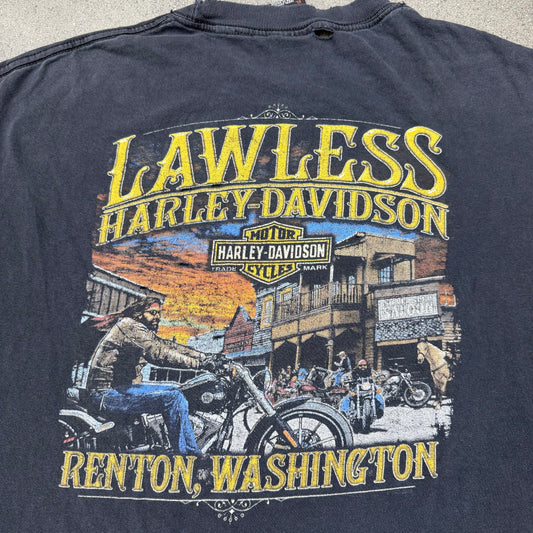 LAWLESS
HARLEY-DAVIDSON
MOTOR
HARLEY-DAVIDSON
CYCLES
TRADE MARK
SALOON
RENTON, WASHINGTON